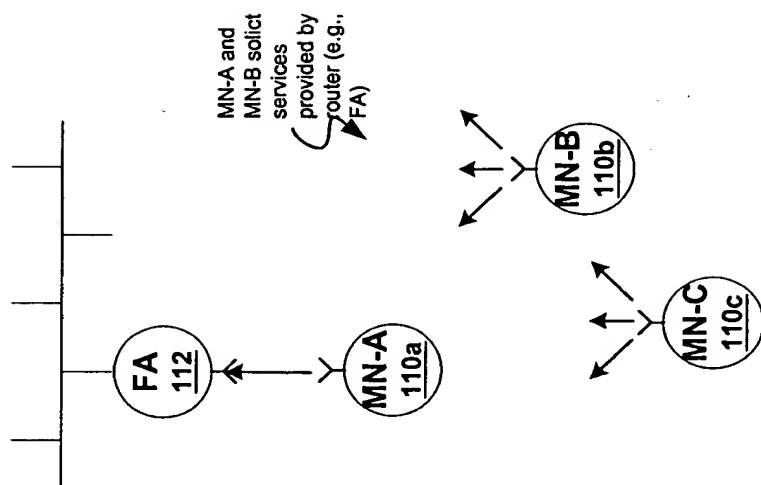 MN-A and
MN-B solict
services
provided by
router (e.g.,
FA)
FA
112
MN-A
110a
MN-B
110b
MN-C
110c